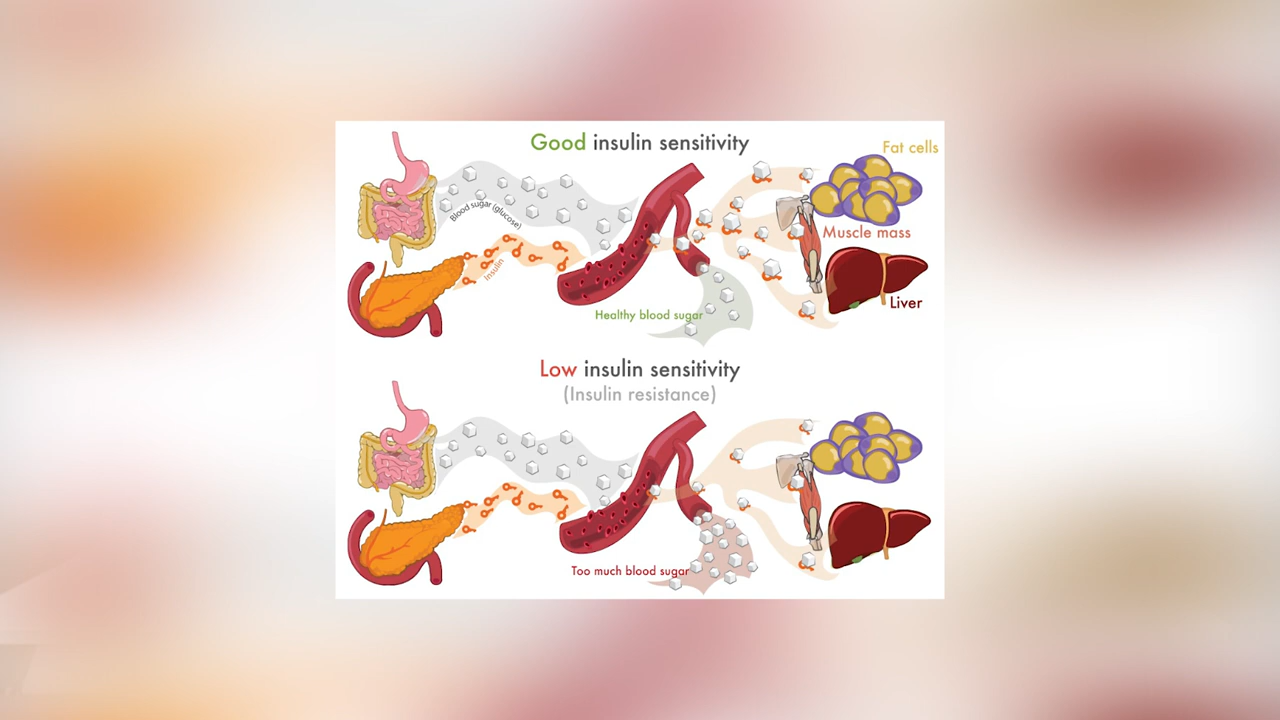 Good insulin sensitivity
Fat cells
Blood sugar (glucose)
Muscle mass
Insulin
Liver
Healthy blood sugar
Low insulin sensitivity
(Insulin resistance)
Too much blood sugar